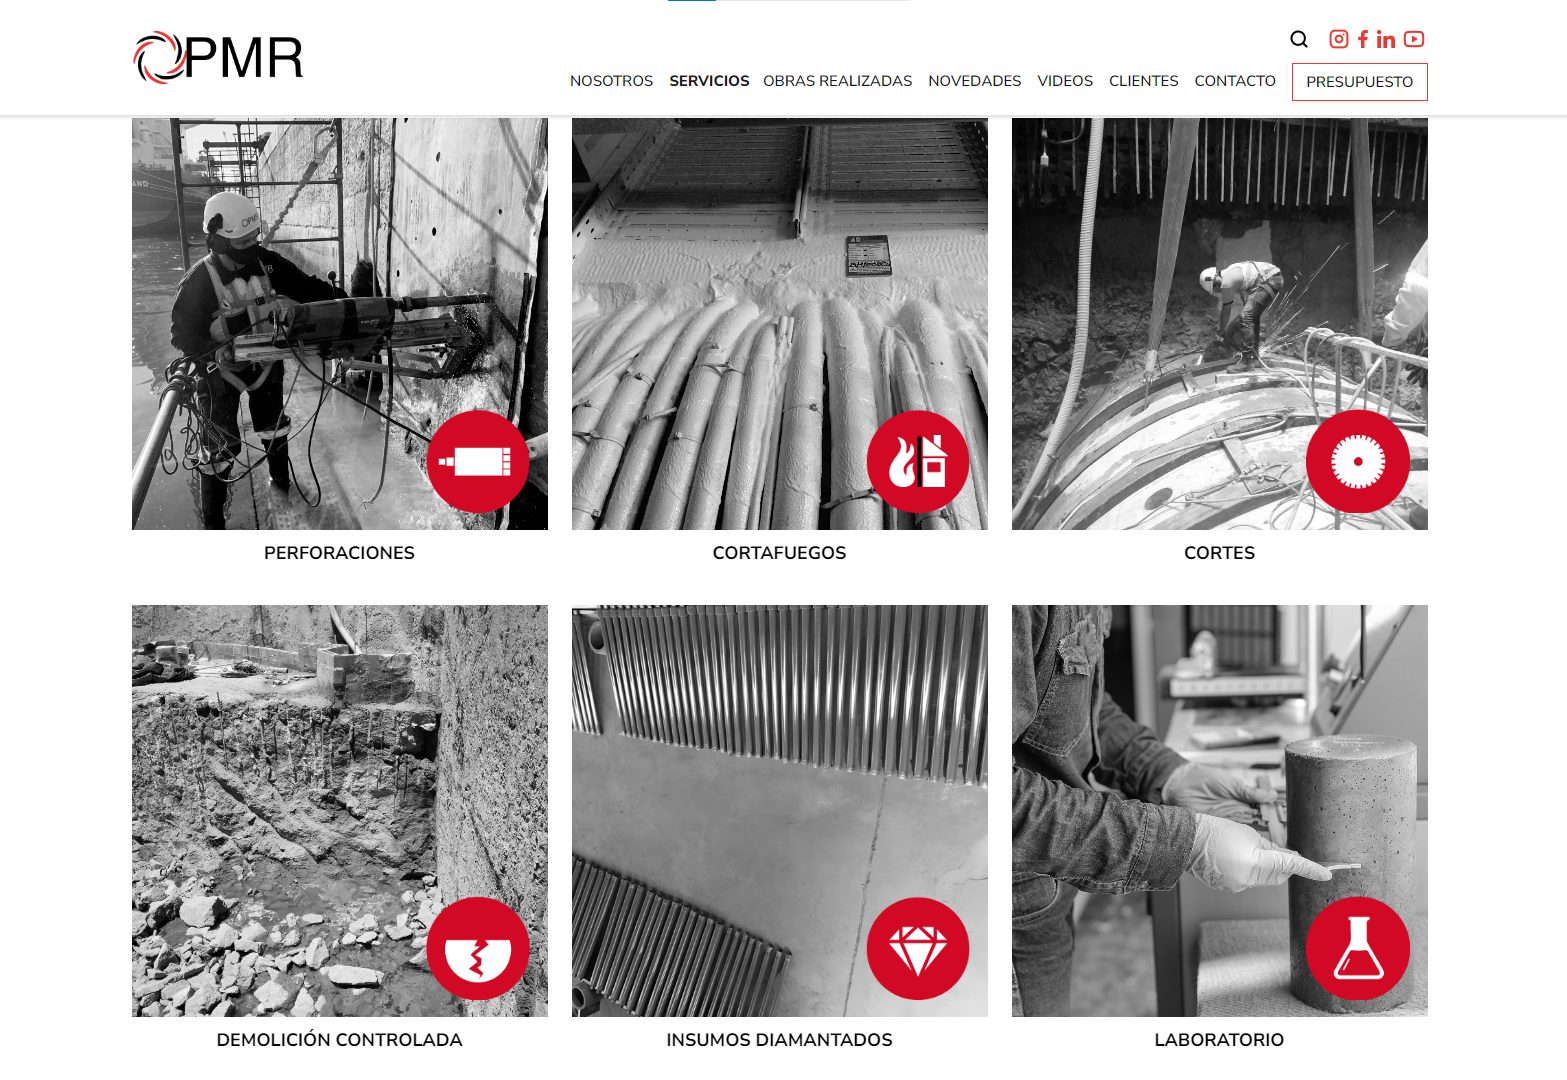 PMR
NOSOTROS SERVICIOS OBRAS REALIZADAS NOVEDADES VIDEOS CLIENTES CONTACTO PRESUPUESTO
PERFORACIONES
CORTAFUEGOS
CORTES
DEMOLICIÓN CONTROLADA
INSUMOS DIAMANTADOS
LABORATORIO